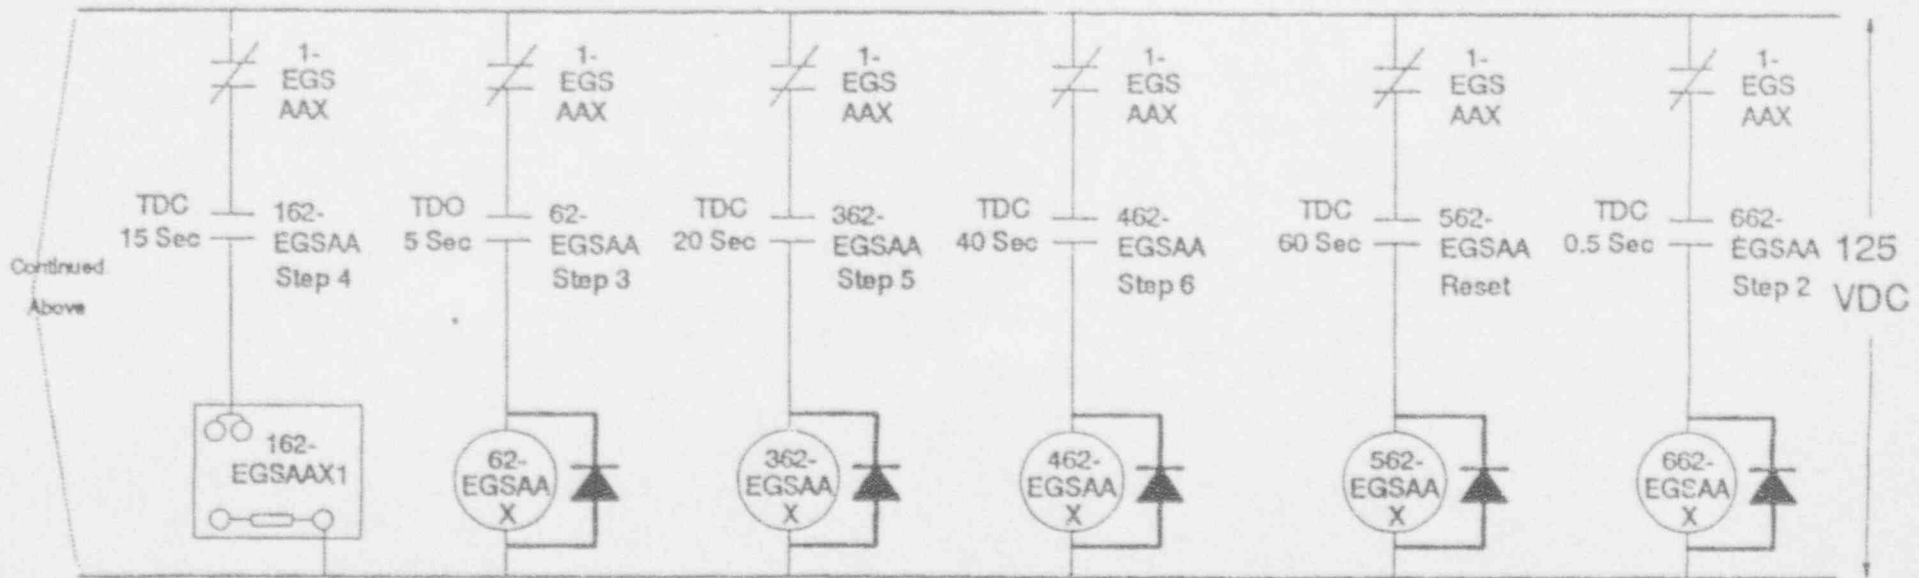 1-
EGS
AAX
1-
EGS
AAX
1-
EGS
AAX
1-
EGS
AAX
1-
EGS
AAX
1-
EGS
AAX
TDC
15 Sec
162-
EGSAA
Step 4
TDO
5 Sec
62-
EGSAA
Step 3
TDC
20 Sec
362-
EGSAA
Step 5
TDC
40 Sec
462-
EGSAA
Step 6
TDC
60 Sec
562-
EGSAA
Reset
TDC
0.5 Sec
662-
EGSAA
Step 2
125
VDC
Continued
Above
162-
EGSAAX1
62-
EGSAA
X
362-
EGSAA
X
462-
EGSAA
X
562-
EGSAA
X
662-
EGSAA
X